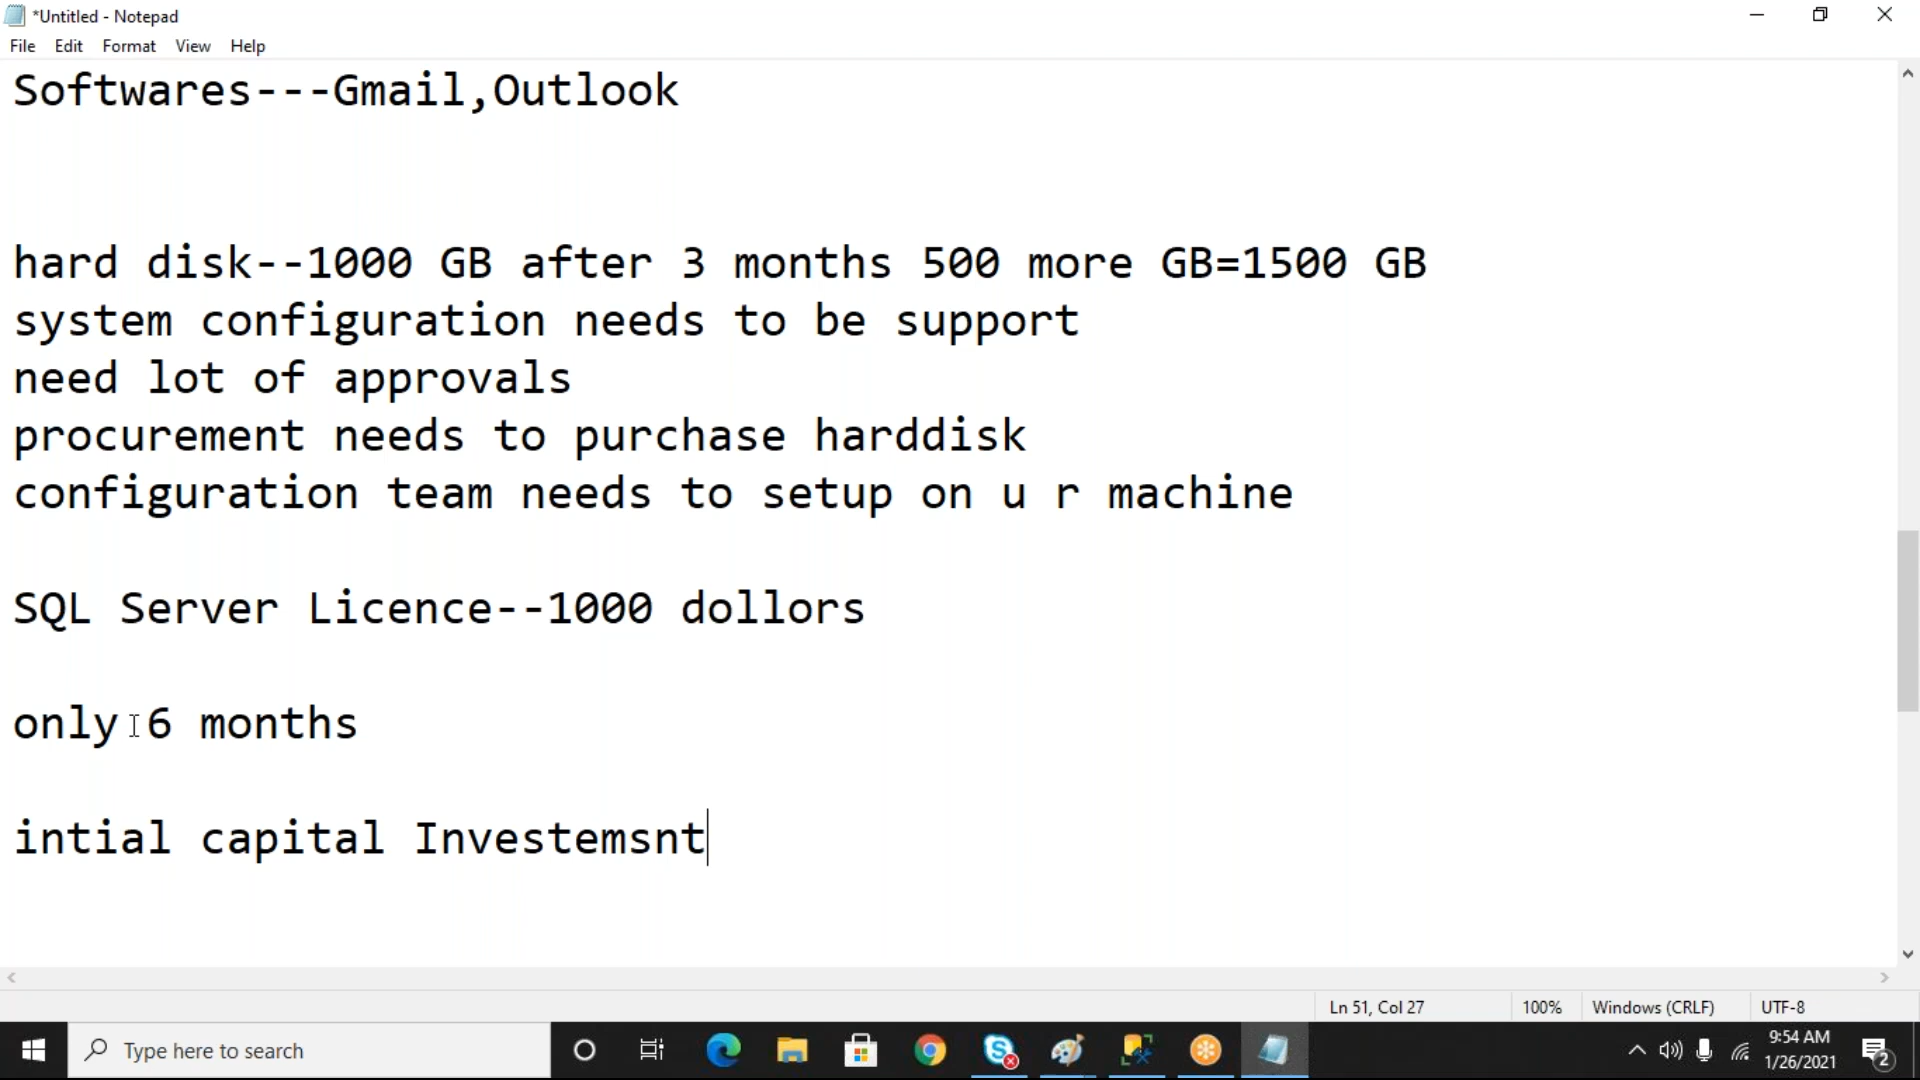 *Untitled - Notepad
File Edit Format View Help
Softwares---Gmail,Outlook
hard disk--1000 GB after 3 months 500 more GB=1500 GB
system configuration needs to be support
need lot of approvals
procurement needs to purchase harddisk
configuration team needs to setup on u r machine
SQL Server Licence--1000 dollors
only 6 months
intial capital Investemsnt
Ln 51, Col 27 100% Windows (CRLF) UTF-8
Type here to search
9:54 AM
1/26/2021
2